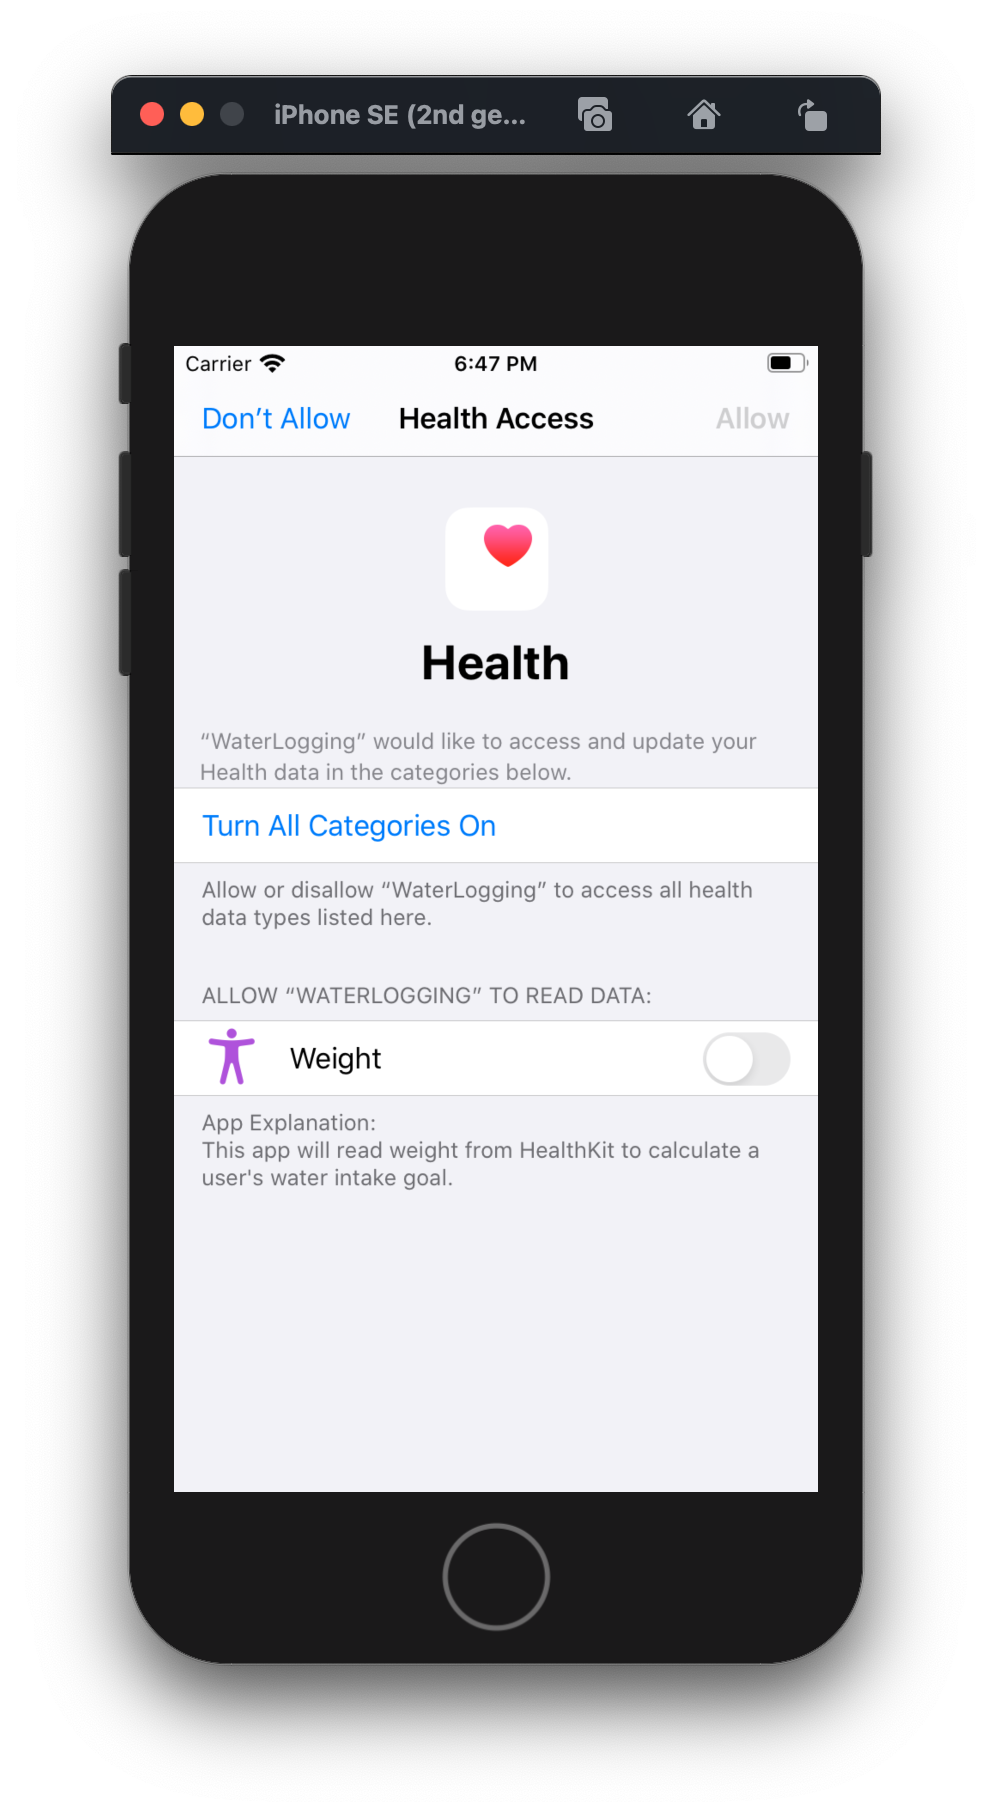 iPhone SE (2nd ge...
Carrier 6:47 PM
Don’t Allow Health Access Allow
Health
“WaterLogging” would like to access and update your
Health data in the categories below.
Turn All Categories On
Allow or disallow “WaterLogging” to access all health
data types listed here.
ALLOW “WATERLOGGING” TO READ DATA:
Weight
App Explanation:
This app will read weight from HealthKit to calculate a
user's water intake goal.